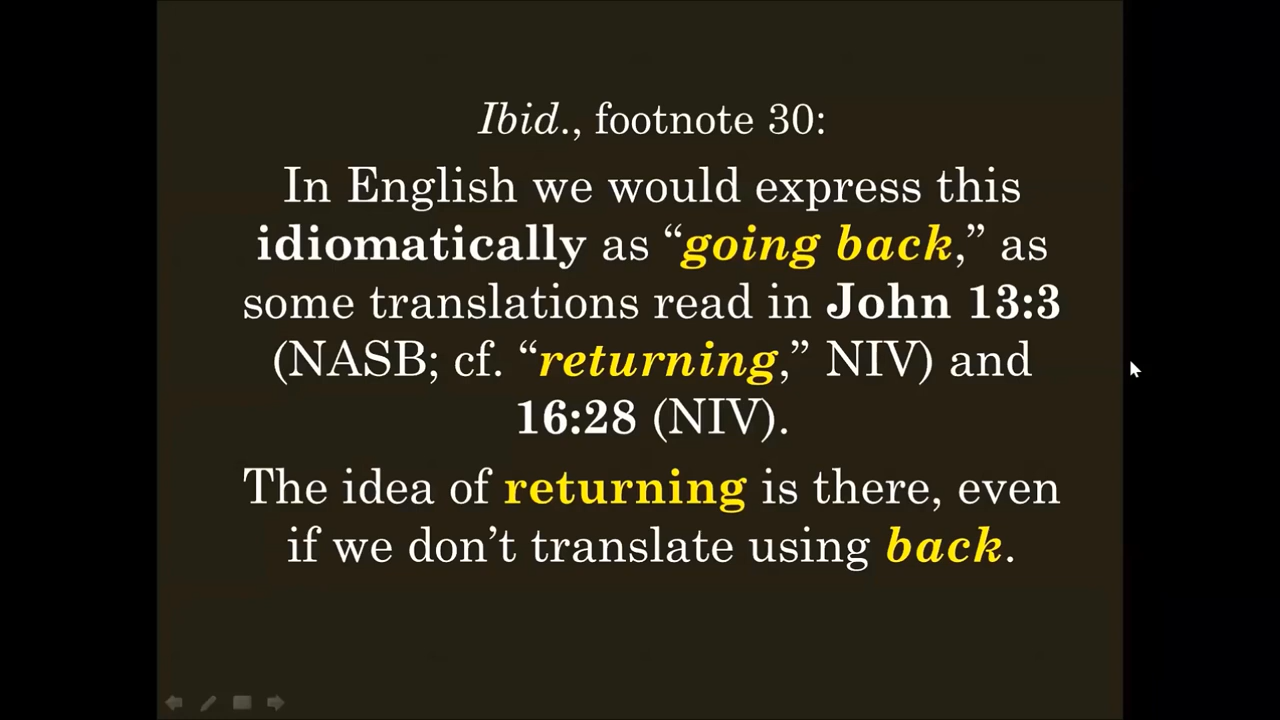 Ibid., footnote 30:
In English we would express this
idiomatically as “going back,” as
some translations read in John 13:3
(NASB; cf. “returning,” NIV) and
16:28 (NIV).
The idea of returning is there, even
if we don’t translate using back.